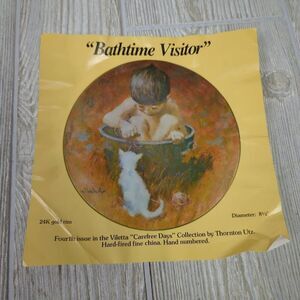 "Bathtime Visitor"
24K gold rim
Diameter: 8½"
Fourth issue in the Viletta "Carefree Days" Collection by Thornton Utz.
Hard-fired fine china. Hand numbered.